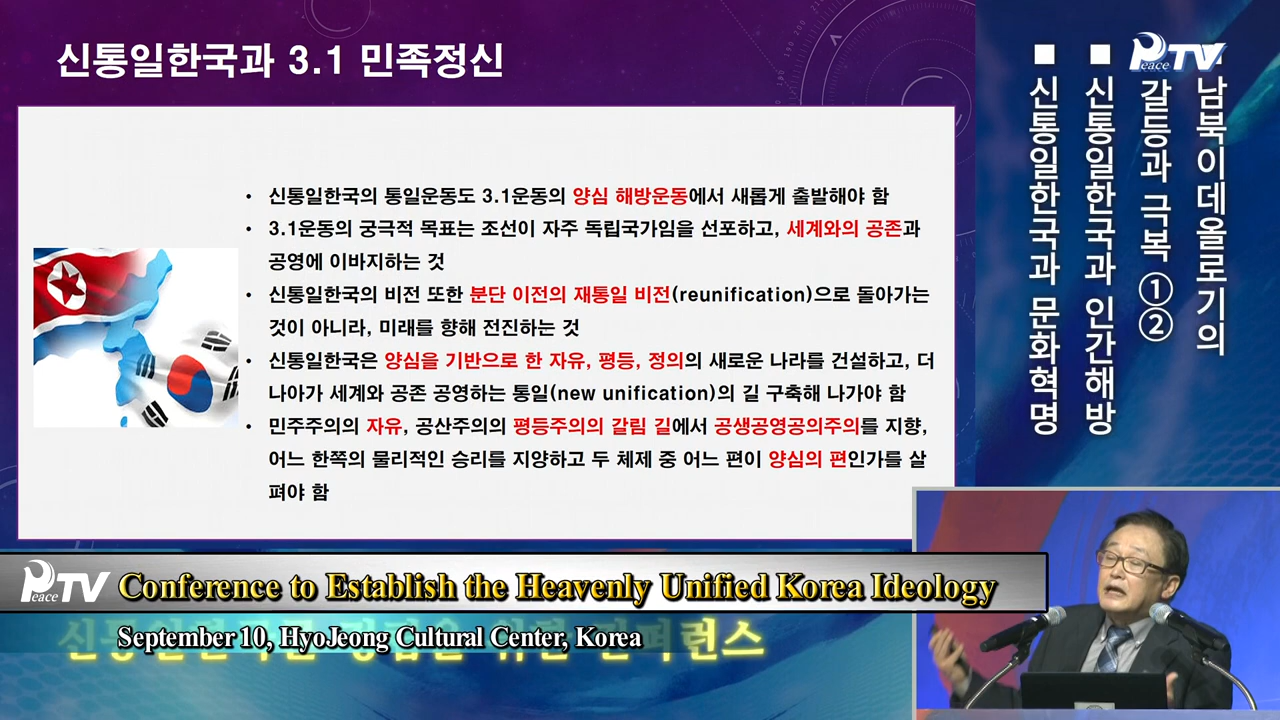 신통일한국과 3.1 민족정신
• 신통일한국의 통일운동도 3.1운동의 양심 해방운동에서 새롭게 출발해야 함
• 3.1운동의 궁극적 목표는 조선이 자주 독립국가임을 선포하고, 세계와의 공존과
공영에 이바지하는 것
• 신통일한국의 비전 또한 분단 이전의 재통일 비전(reunification)으로 돌아가는
것이 아니라, 미래를 향해 전진하는 것
• 신통일한국은 양심을 기반으로 한 자유, 평등, 정의의 새로운 나라를 건설하고, 더
나아가 세계와 공존 공영하는 통일(new unification)의 길 구축해 나가야 함
• 민주주의의 자유, 공산주의의 평등주의의 갈림 길에서 공생공영공의주의를 지향,
어느 한쪽의 물리적인 승리를 지양하고 두 체제 중 어느 편이 양심의 편인가를 살
펴야 함
PeaceTV
■ 남북이데올로기의
갈등과 극복 ①②
■ 신통일한국과 인간해방
■ 신통일한국과 문화혁명
PeaceTV
Conference to Establish the Heavenly Unified Korea Ideology
September 10, HyoJeong Cultural Center, Korea